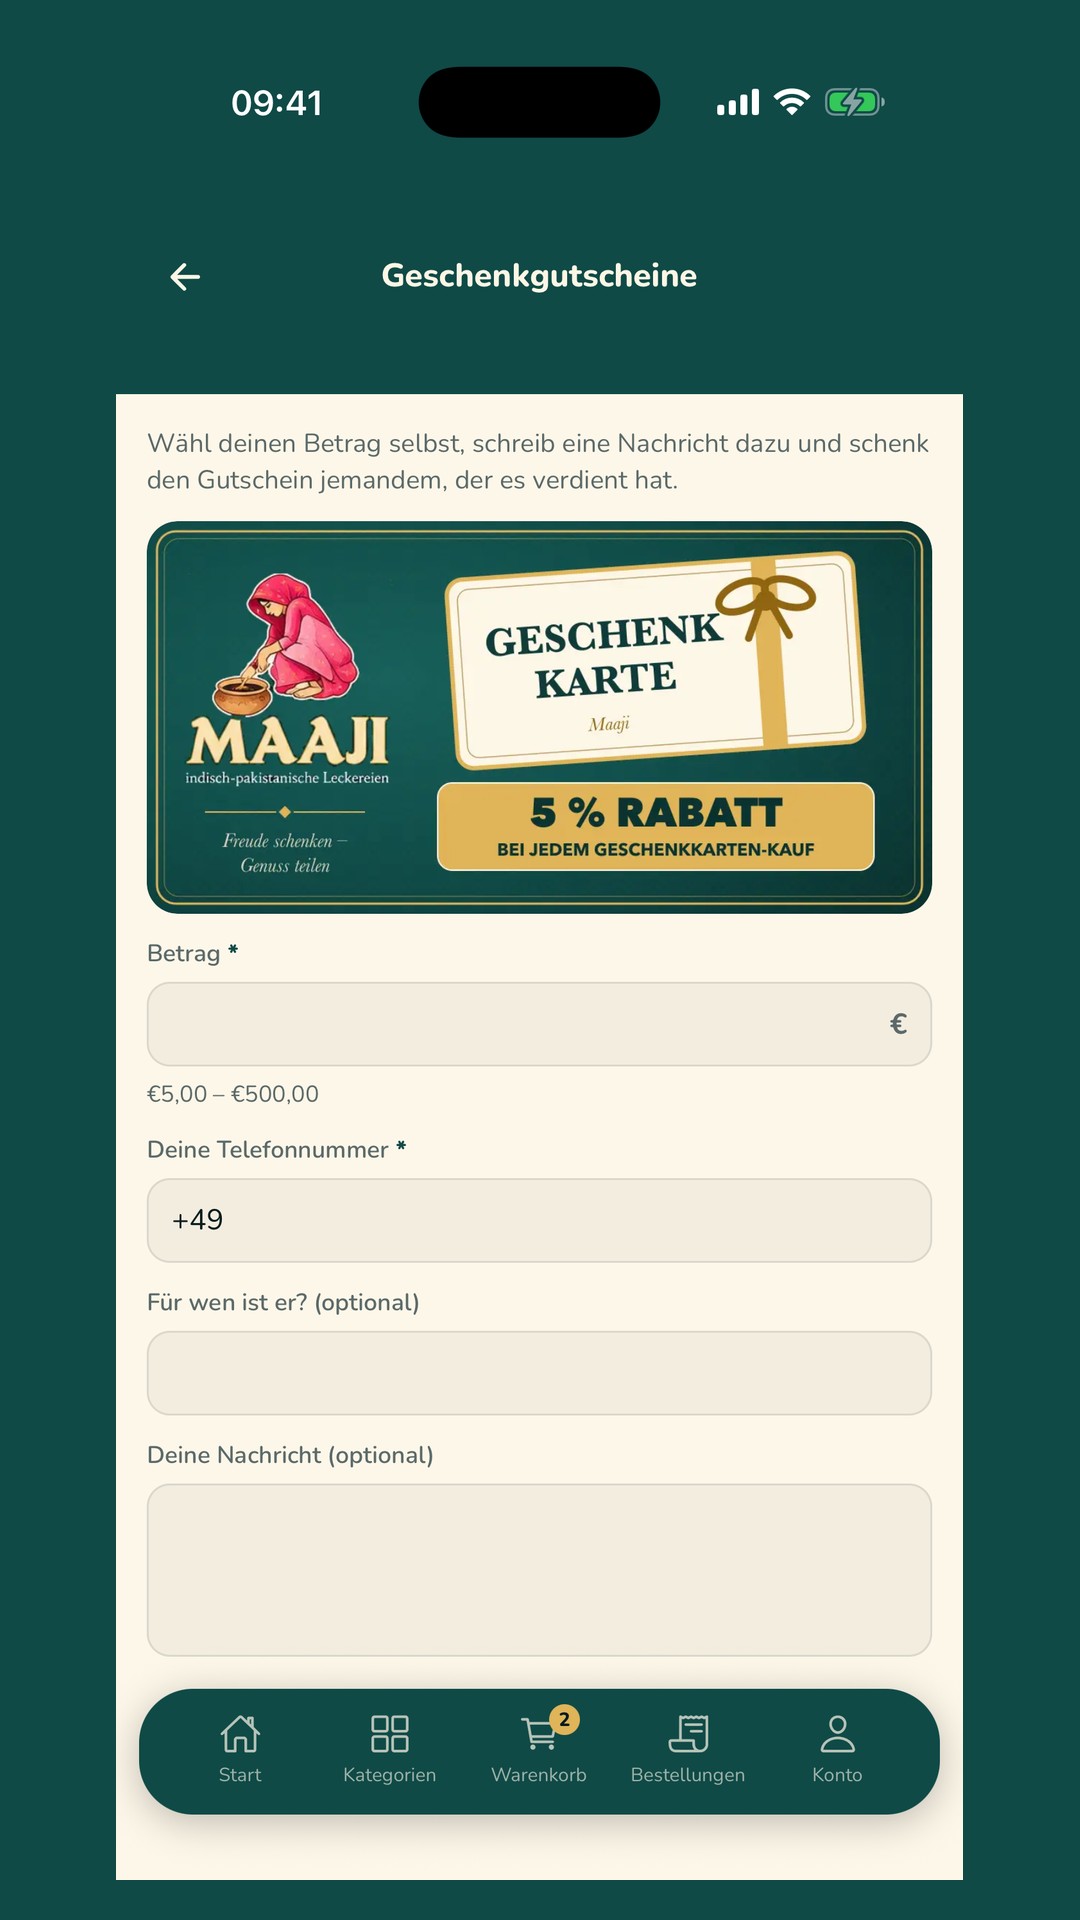 09:41
Geschenkgutscheine
Wähl deinen Betrag selbst, schreib eine Nachricht dazu und schenk
den Gutschein jemandem, der es verdient hat.
MAAJI
indisch-pakistanische Leckereien
Freude schenken –
Genuss teilen
GESCHENK
KARTE
Maaji
5 % RABATT
BEI JEDEM GESCHENKKARTEN-KAUF
Betrag *
€
€5,00 – €500,00
Deine Telefonnummer *
+49
Für wen ist er? (optional)
Deine Nachricht (optional)
2
Start Kategorien Warenkorb Bestellungen Konto